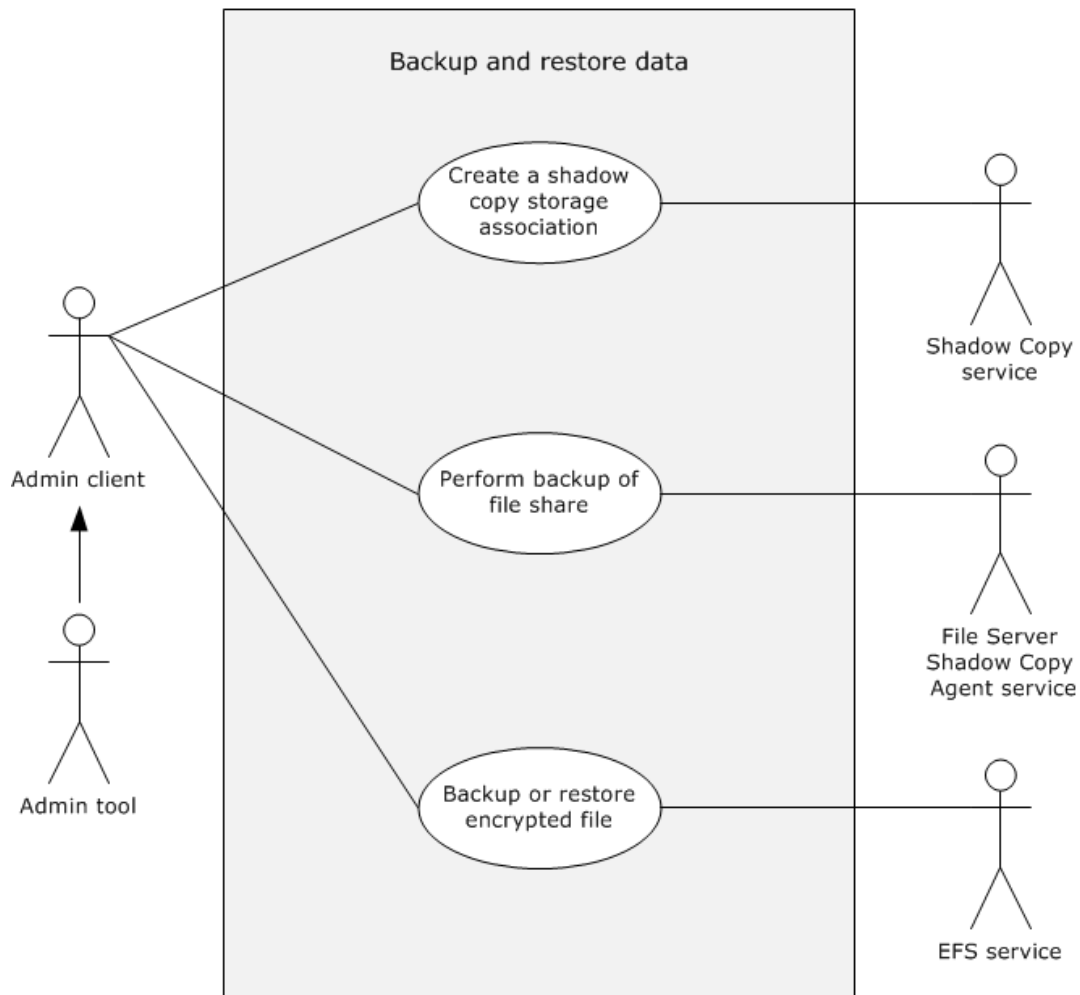 Backup and restore data
Create a shadow
copy storage
association
Shadow Copy
service
Admin client
Perform backup of
file share
File Server
Shadow Copy
Agent service
Admin tool
Backup or restore
encrypted file
EFS service